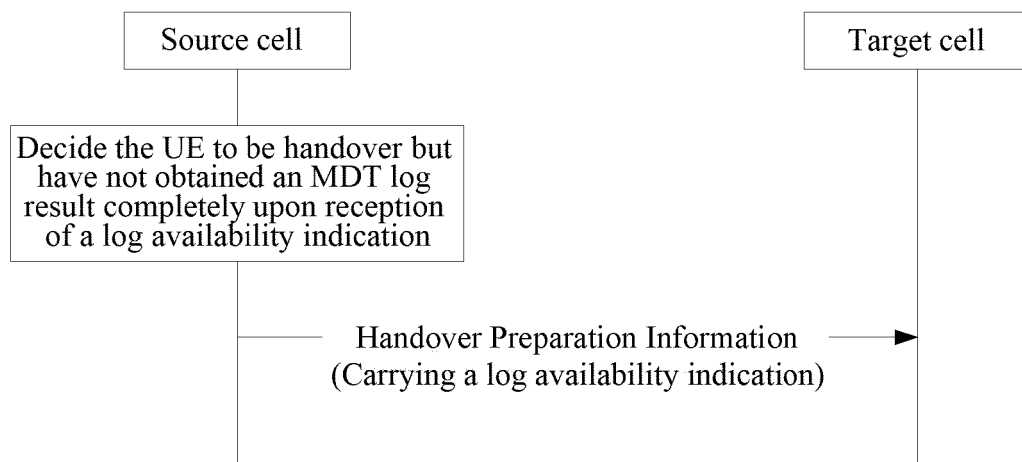 Source cell
Target cell
Decide the UE to be handover but
have not obtained an MDT log
result completely upon reception
of a log availability indication
Handover Preparation Information
(Carrying a log availability indication)